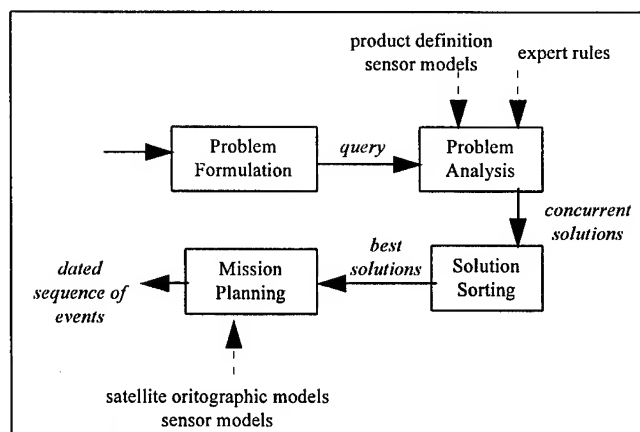 product definition
sensor models
expert rules
Problem
Formulation
query
Problem
Analysis
concurrent
solutions
dated
sequence of
events
Mission
Planning
best
solutions
Solution
Sorting
satellite oritographic models
sensor models